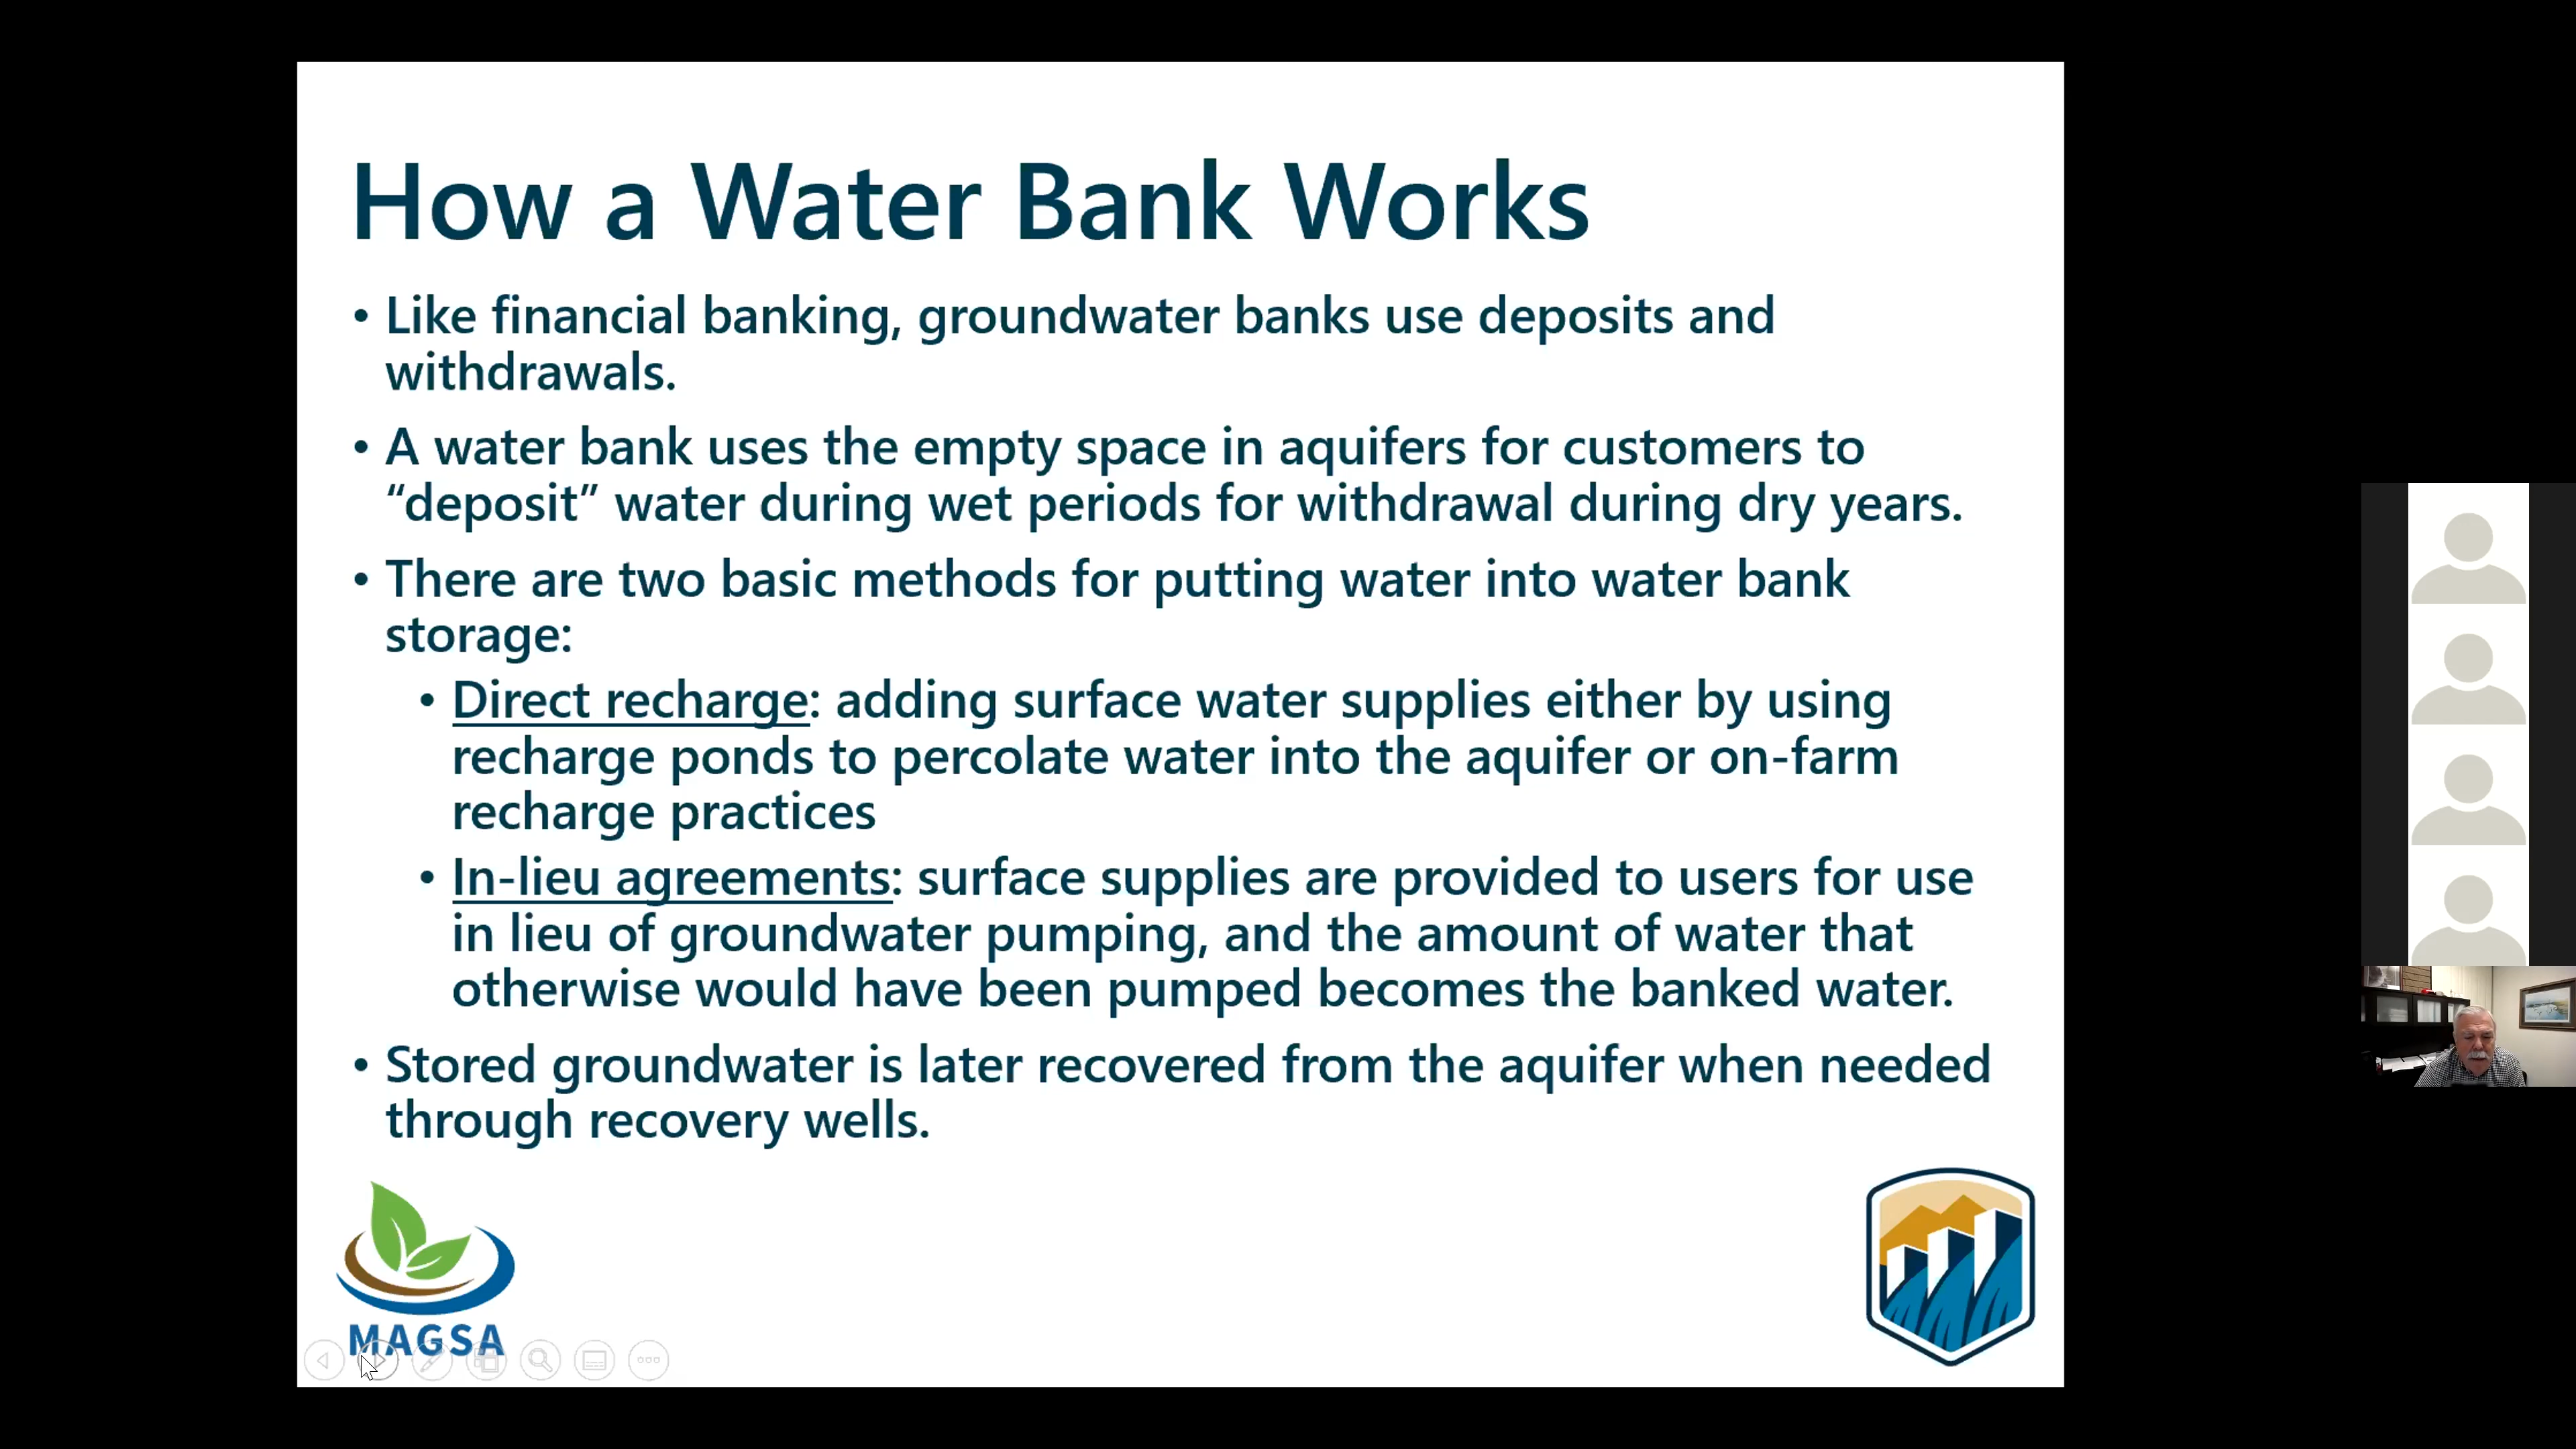 How a Water Bank Works
• Like financial banking, groundwater banks use deposits and
withdrawals.
• A water bank uses the empty space in aquifers for customers to
“deposit” water during wet periods for withdrawal during dry years.
• There are two basic methods for putting water into water bank
storage:
• Direct recharge: adding surface water supplies either by using
recharge ponds to percolate water into the aquifer or on-farm
recharge practices
• In-lieu agreements: surface supplies are provided to users for use
in lieu of groundwater pumping, and the amount of water that
otherwise would have been pumped becomes the banked water.
• Stored groundwater is later recovered from the aquifer when needed
through recovery wells.
MAGSA